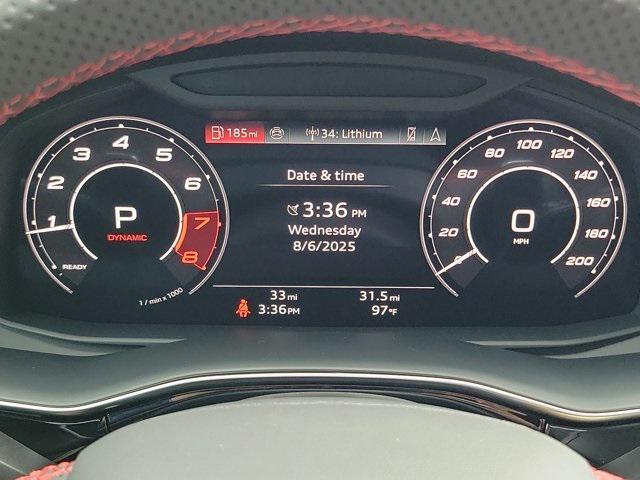 185 mi
34: Lithium
Date & time
3:36 PM
Wednesday
8/6/2025
33 mi 31.5 mi
3:36 PM 97°F
1 2 3 4 5 6 7 8
P
DYNAMIC
READY
1 / min x 1000
0 20 40 60 80 100 120 140 160 180 200
0
MPH